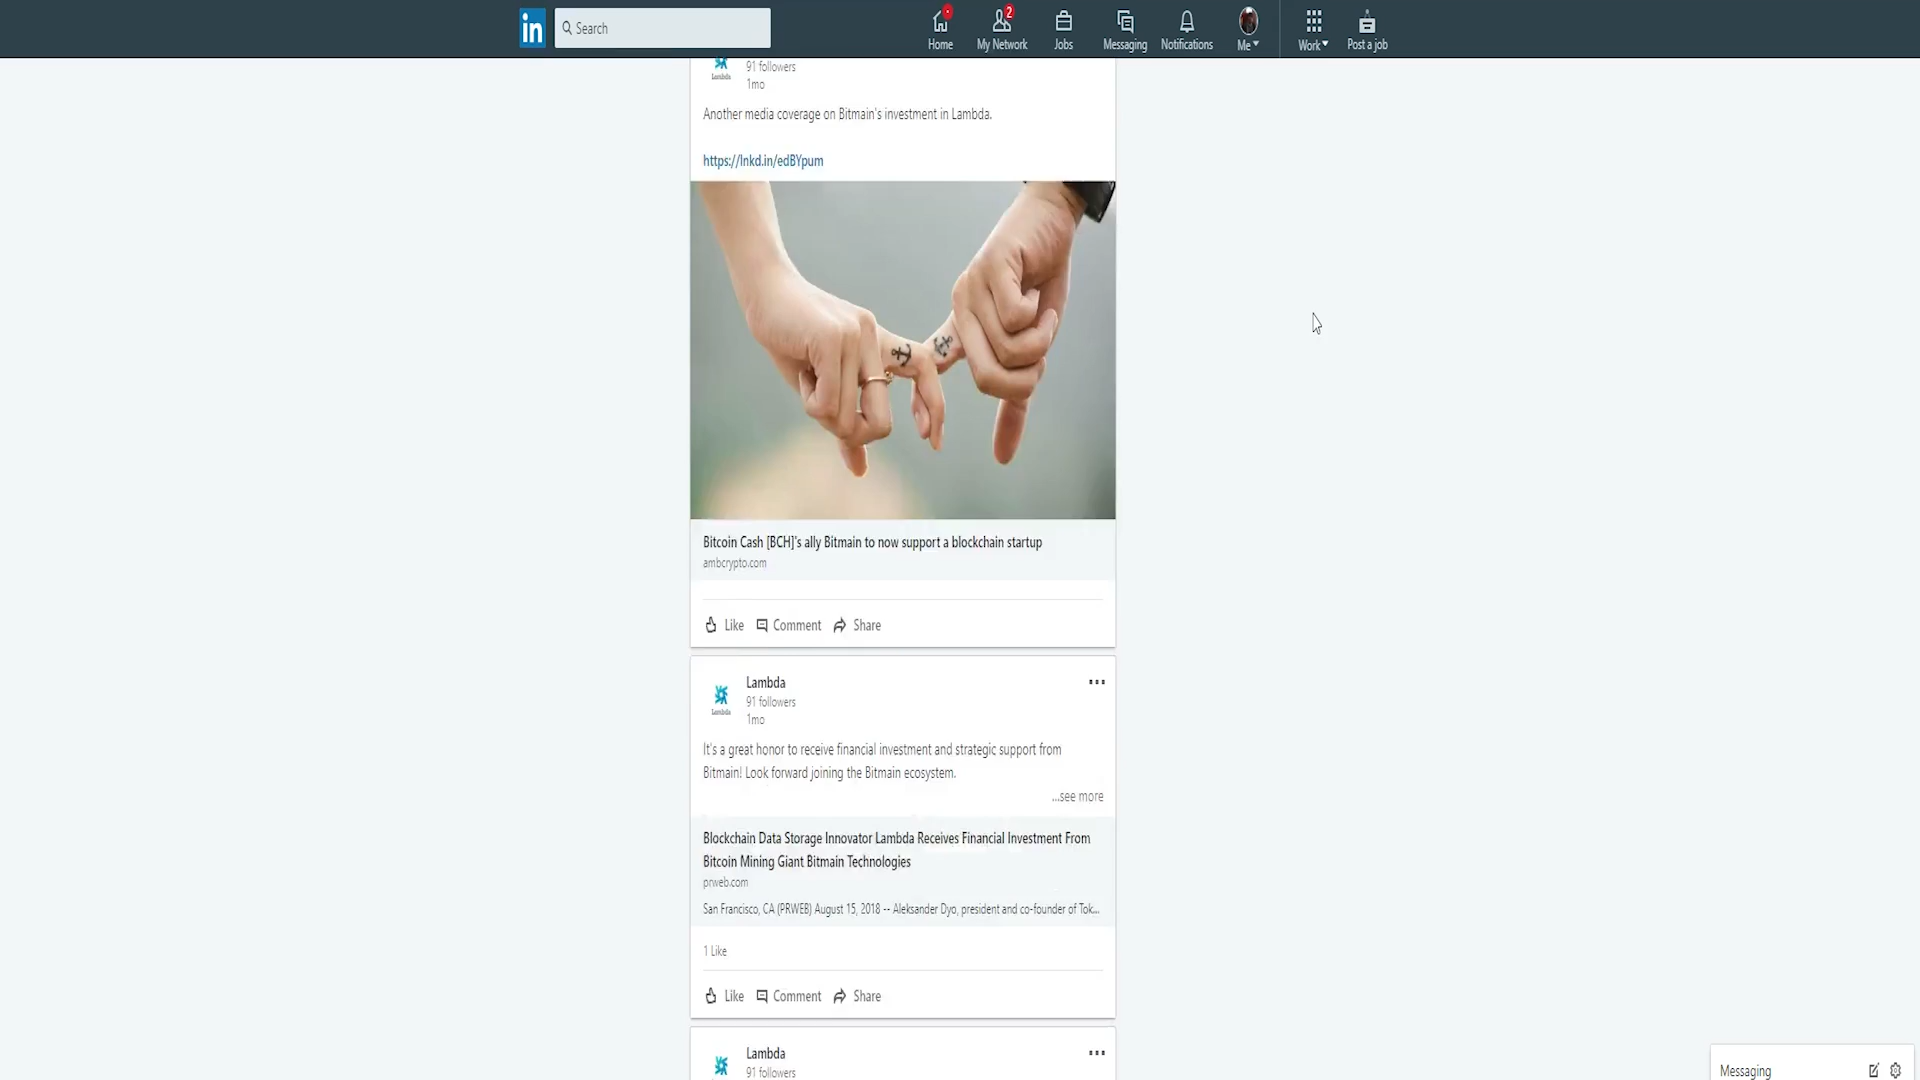 in
Search
Home
2
My Network
Jobs
Messaging
Notifications
Me
Work
Post a job
Lambda
91 followers
1mo
Another media coverage on Bitmain's investment in Lambda.
https://lnkd.in/edBYpum
Bitcoin Cash [BCH]'s ally Bitmain to now support a blockchain startup
ambcrypto.com
Like
Comment
Share
Lambda
Lambda
91 followers
1mo
It's a great honor to receive financial investment and strategic support from
Bitmain! Look forward joining the Bitmain ecosystem.
...see more
Blockchain Data Storage Innovator Lambda Receives Financial Investment From
Bitcoin Mining Giant Bitmain Technologies
prweb.com
San Francisco, CA (PRWEB) August 15, 2018 -- Aleksander Dyo, president and co-founder of Tok...
1 Like
Like
Comment
Share
Lambda
91 followers
Messaging